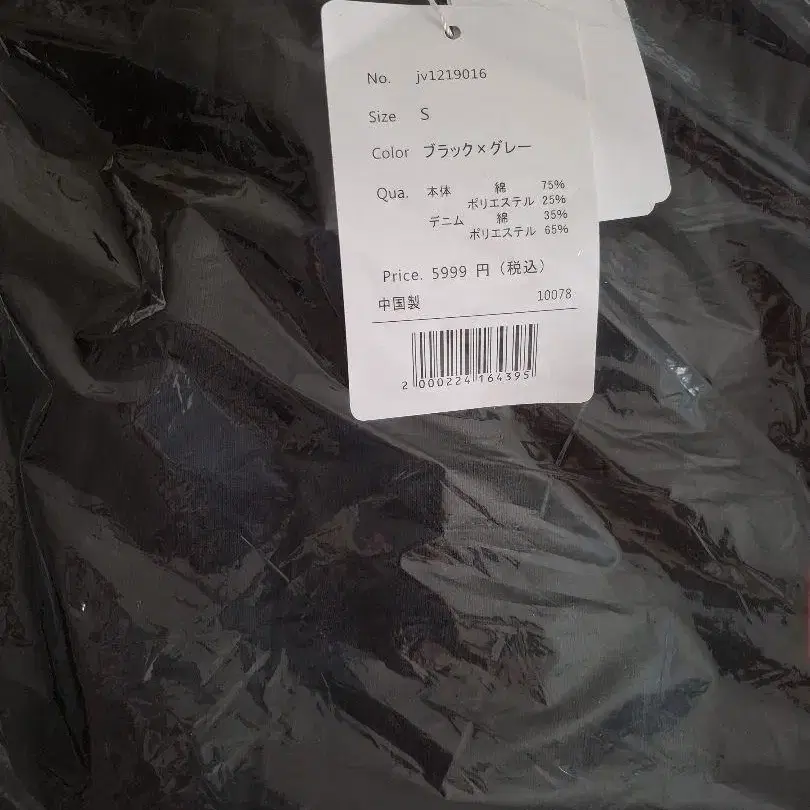 No. jv1219016
Size S
Color ブラック×グレー
Qua. 本体 綿 75%
ポリエステル 25%
デニム 綿 35%
ポリエステル 65%
Price. 5999 円（税込）
中国製 10078
2 000224 164395